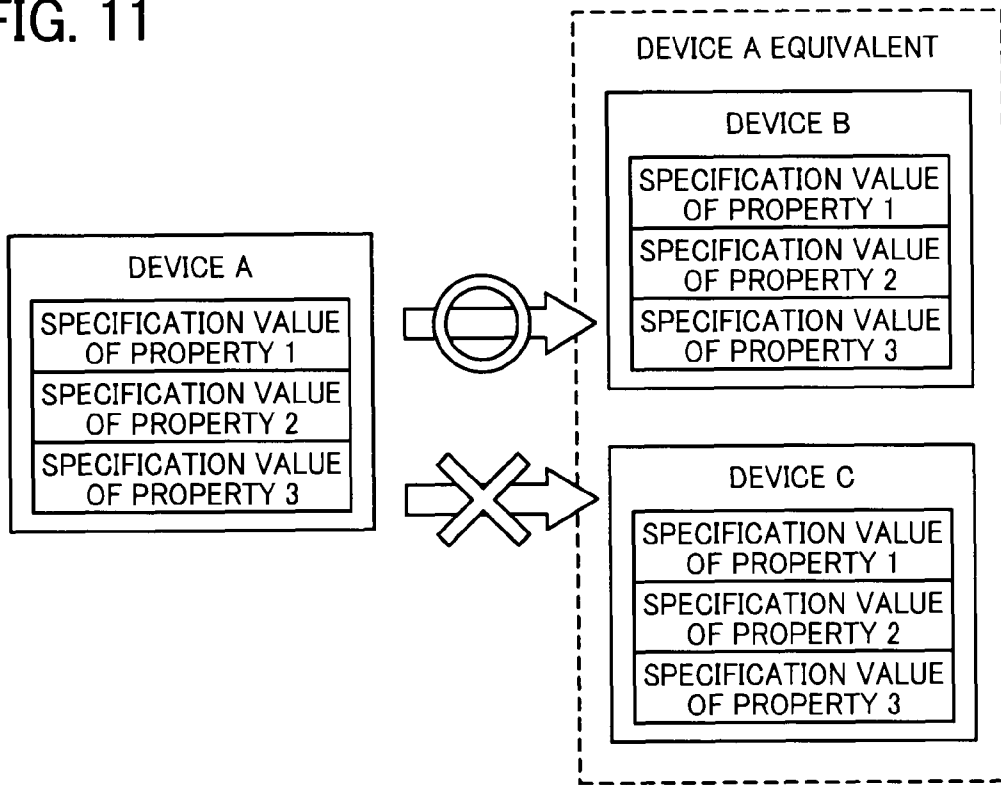 FIG. 11
DEVICE A
SPECIFICATION VALUE
OF PROPERTY 1
SPECIFICATION VALUE
OF PROPERTY 2
SPECIFICATION VALUE
OF PROPERTY 3
DEVICE A EQUIVALENT
DEVICE B
SPECIFICATION VALUE
OF PROPERTY 1
SPECIFICATION VALUE
OF PROPERTY 2
SPECIFICATION VALUE
OF PROPERTY 3
DEVICE C
SPECIFICATION VALUE
OF PROPERTY 1
SPECIFICATION VALUE
OF PROPERTY 2
SPECIFICATION VALUE
OF PROPERTY 3